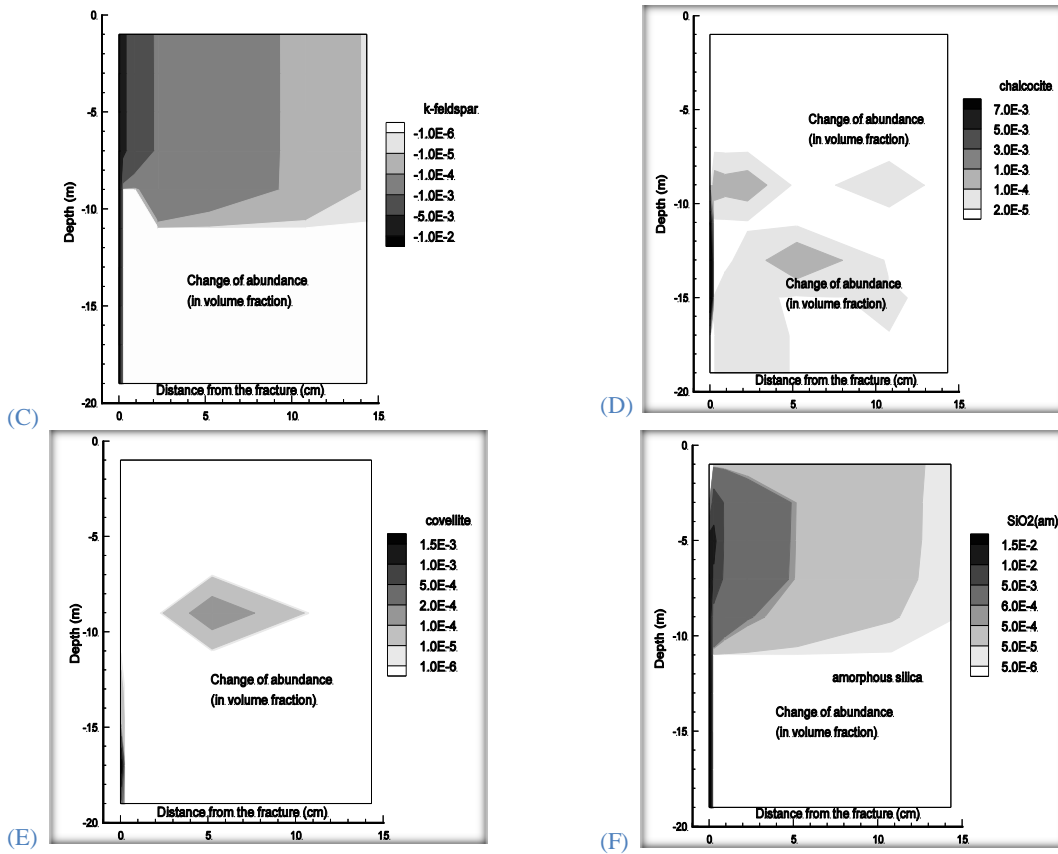 0.
-5.
-10.
-15.
-20.
Depth (m)
k-feldspar
-1.0E-6
-1.0E-5
-1.0E-4
-1.0E-3
-5.0E-3
-1.0E-2
Change of abundance
(in volume fraction)
Distance from the fracture (cm)
0. 5. 10. 15.
(C)
0.
-5.
-10.
-15.
-20.
Depth (m)
chalcocite
7.0E-3
5.0E-3
3.0E-3
1.0E-3
1.0E-4
2.0E-5
Change of abundance
(in volume fraction)
Change of abundance
(in volume fraction)
Distance from the fracture (cm)
0. 5. 10. 15.
(D)
0.
-5.
-10.
-15.
-20.
Depth (m)
covellite
1.5E-3
1.0E-3
5.0E-4
2.0E-4
1.0E-4
1.0E-5
1.0E-6
Change of abundance
(in volume fraction)
Distance from the fracture (cm)
0. 5. 10. 15.
(E)
0.
-5.
-10.
-15.
-20.
Depth (m)
SiO2(am)
1.5E-2
1.0E-2
5.0E-3
6.0E-4
5.0E-4
5.0E-5
5.0E-6
amorphous silica
Change of abundance
(in volume fraction)
Distance from the fracture (cm)
0. 5. 10. 15.
(F)